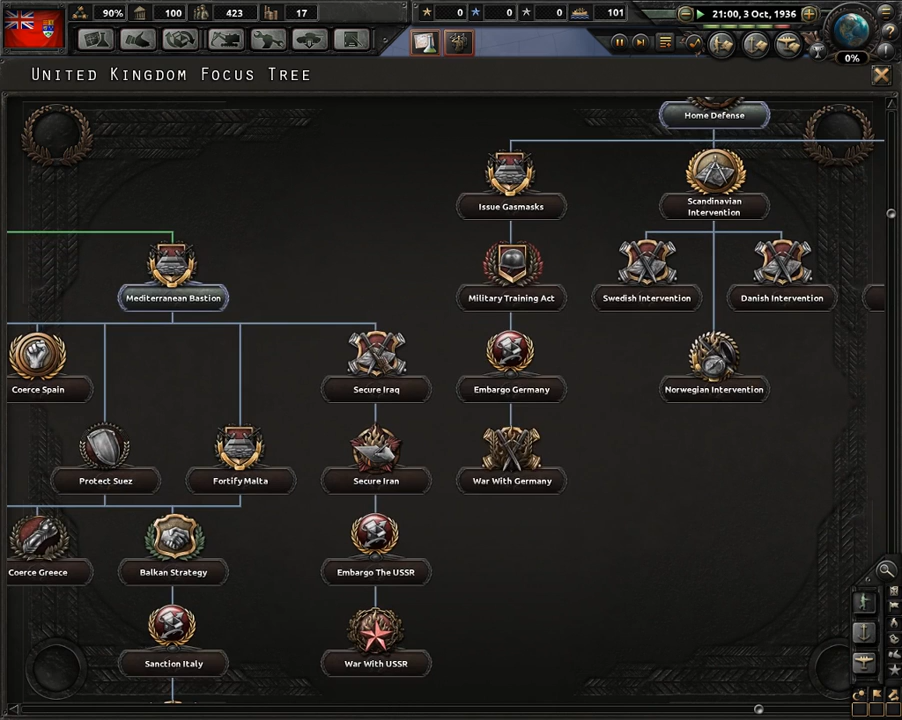 90%
100
423
17
0
0
0
101
21:00, 3 Oct, 1936
0%
United Kingdom Focus Tree
Home Defense
Issue Gasmasks
Scandinavian
Intervention
Mediterranean Bastion
Military Training Act
Swedish Intervention
Danish Intervention
Coerce Spain
Secure Iraq
Embargo Germany
Norwegian Intervention
Protect Suez
Fortify Malta
Secure Iran
War With Germany
Coerce Greece
Balkan Strategy
Embargo The USSR
Sanction Italy
War With USSR